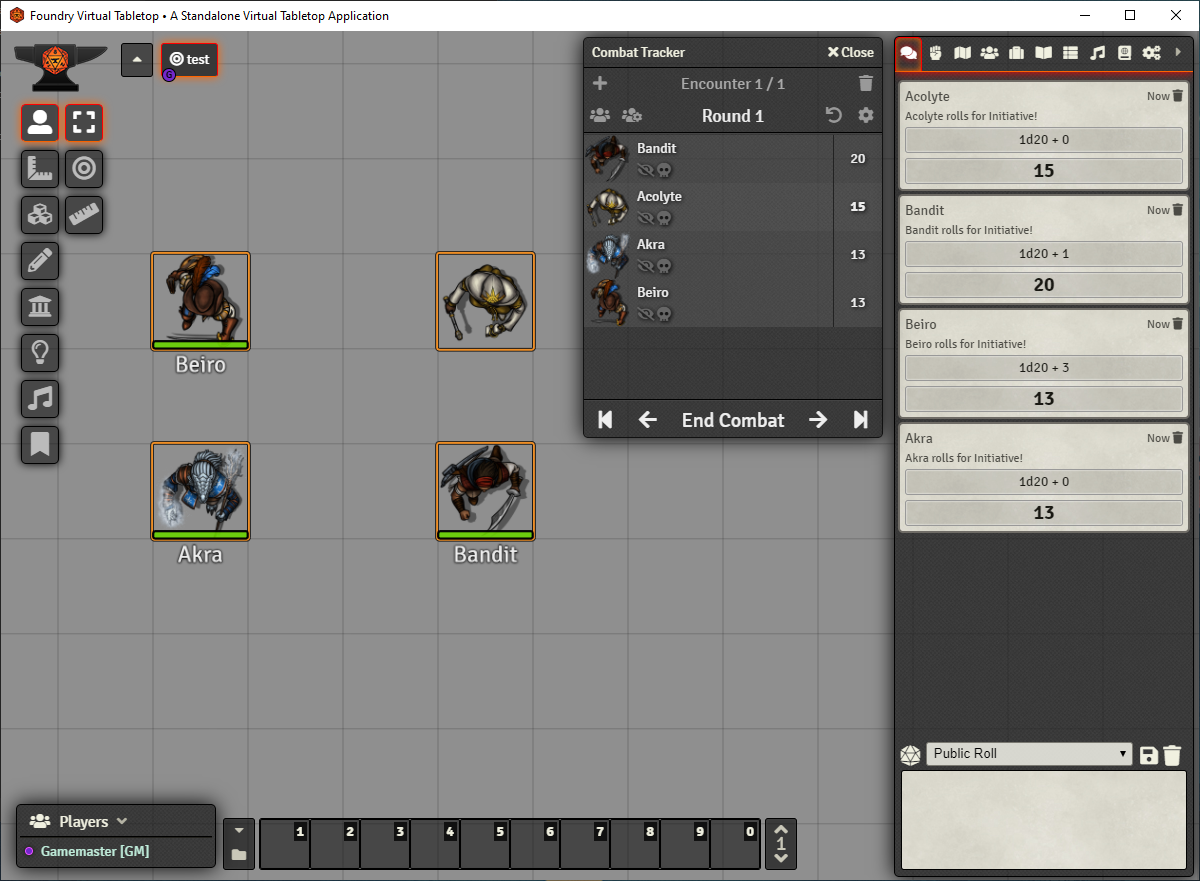 Foundry Virtual Tabletop • A Standalone Virtual Tabletop Application
test
G
Beiro
Akra
Bandit
Combat Tracker
Close
Encounter 1 / 1
Round 1
Bandit
20
Acolyte
15
Akra
13
Beiro
13
End Combat
Acolyte
Now
Acolyte rolls for Initiative!
1d20 + 0
15
Bandit
Now
Bandit rolls for Initiative!
1d20 + 1
20
Beiro
Now
Beiro rolls for Initiative!
1d20 + 3
13
Akra
Now
Akra rolls for Initiative!
1d20 + 0
13
Public Roll
Players
Gamemaster [GM]
1 2 3 4 5 6 7 8 9 0
1